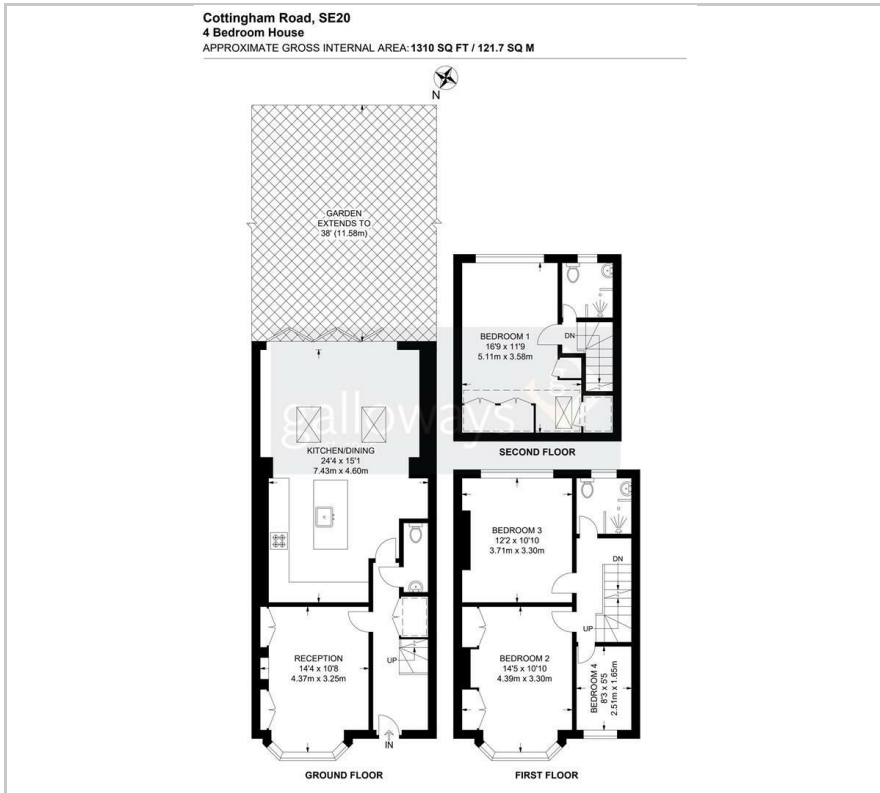 Cottingham Road, SE20
4 Bedroom House
APPROXIMATE GROSS INTERNAL AREA: 1310 SQ FT / 121.7 SQ M
N
GARDEN
EXTENDS TO
38' (11.58m)
KITCHEN/DINING
24'4 x 15'1
7.43m x 4.60m
RECEPTION
14'4 x 10'8
4.37m x 3.25m
UP
IN
GROUND FLOOR
BEDROOM 1
16'9 x 11'9
5.11m x 3.58m
DN
SECOND FLOOR
BEDROOM 3
12'2 x 10'10
3.71m x 3.30m
DN
UP
BEDROOM 2
14'5 x 10'10
4.39m x 3.30m
BEDROOM 4
8'3 x 5'5
2.51m x 1.65m
FIRST FLOOR
galloways